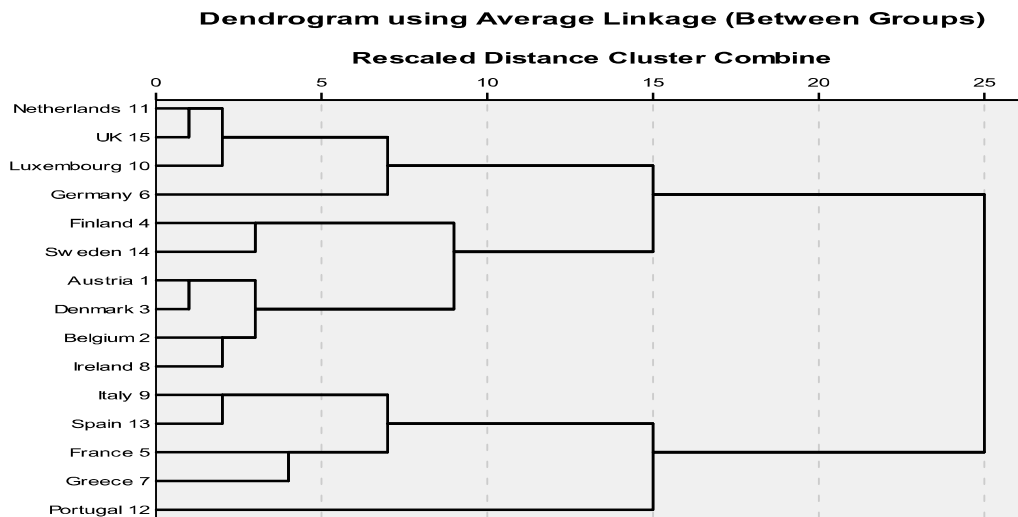 Dendrogram using Average Linkage (Between Groups)
Rescaled Distance Cluster Combine
0 5 10 15 20 25
Netherlands 11
UK 15
Luxembourg 10
Germany 6
Finland 4
Sweden 14
Austria 1
Denmark 3
Belgium 2
Ireland 8
Italy 9
Spain 13
France 5
Greece 7
Portugal 12